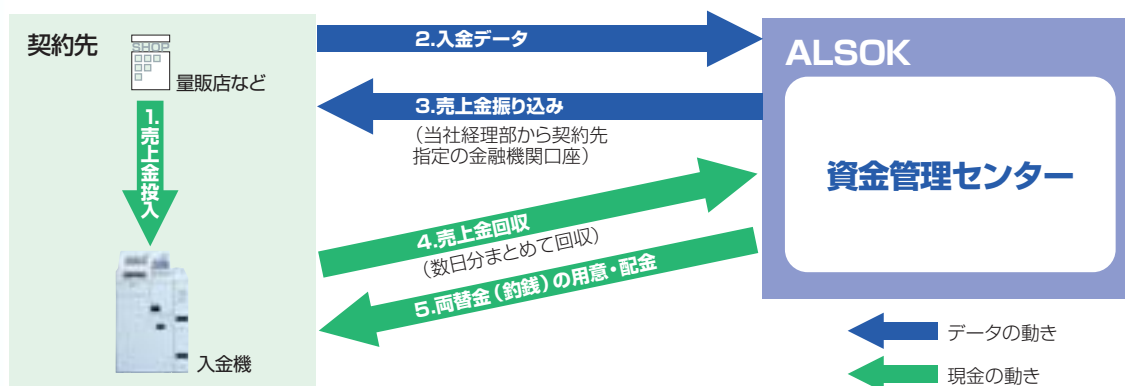 契約先
SHOP
量販店など
1.売上金投入
入金機
2.入金データ
3.売上金振り込み
（当社経理部から契約先
指定の金融機関口座）
4.売上金回収
（数日分まとめて回収）
5.両替金（釣銭）の用意・配金
ALSOK
資金管理センター
データの動き
現金の動き